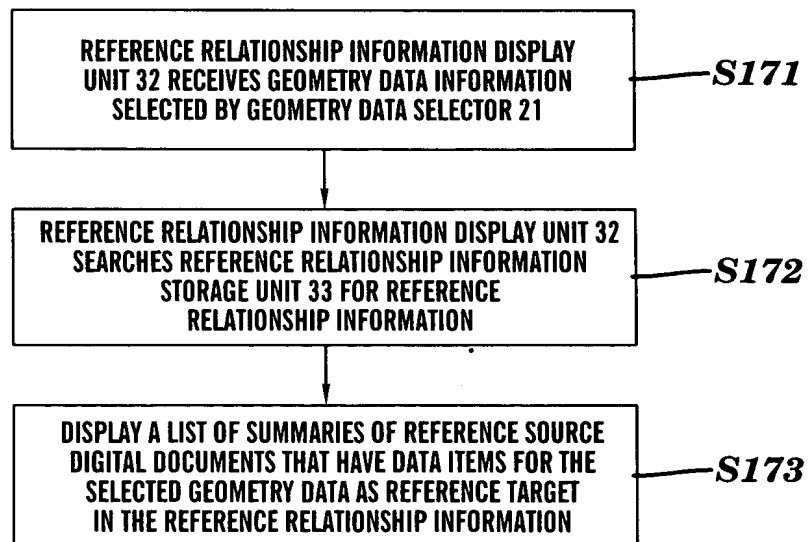 REFERENCE RELATIONSHIP INFORMATION DISPLAY
UNIT 32 RECEIVES GEOMETRY DATA INFORMATION
SELECTED BY GEOMETRY DATA SELECTOR 21
S171
REFERENCE RELATIONSHIP INFORMATION DISPLAY UNIT 32
SEARCHES REFERENCE RELATIONSHIP INFORMATION
STORAGE UNIT 33 FOR REFERENCE
RELATIONSHIP INFORMATION
S172
DISPLAY A LIST OF SUMMARIES OF REFERENCE SOURCE
DIGITAL DOCUMENTS THAT HAVE DATA ITEMS FOR THE
SELECTED GEOMETRY DATA AS REFERENCE TARGET
IN THE REFERENCE RELATIONSHIP INFORMATION
S173